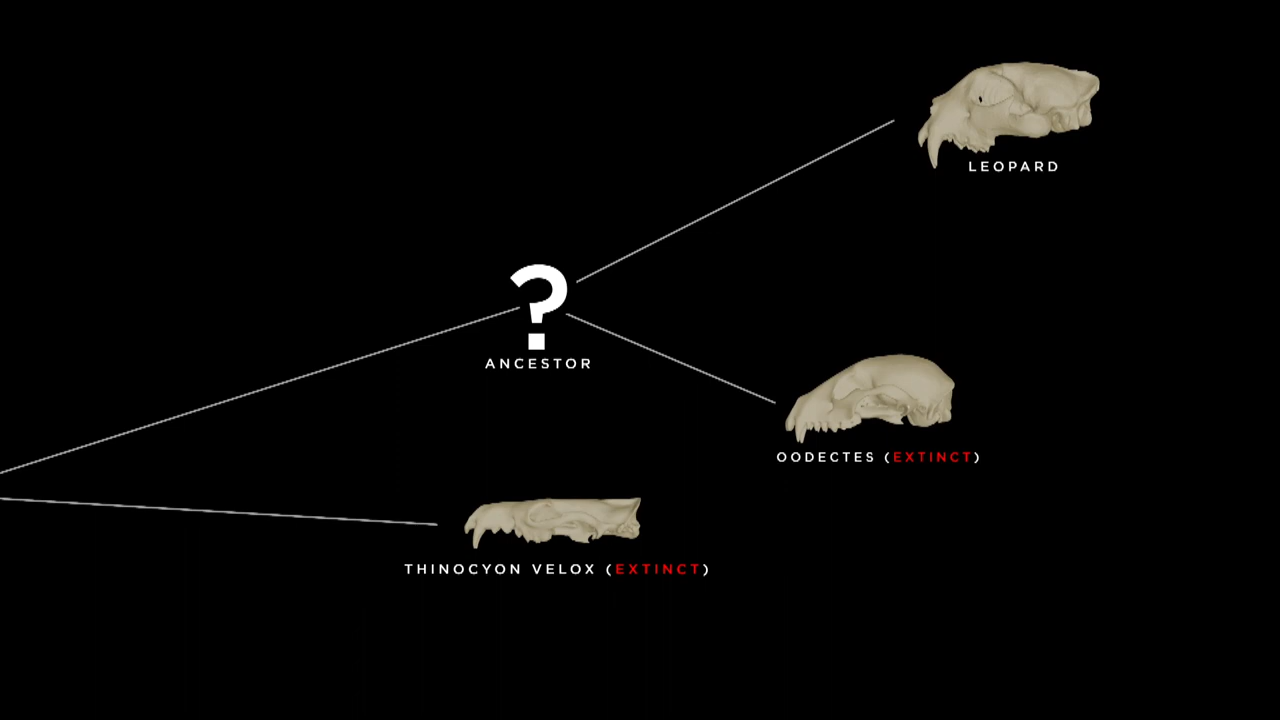 LEOPARD
?
ANCESTOR
OODECTES (EXTINCT)
THINOCYON VELOX (EXTINCT)